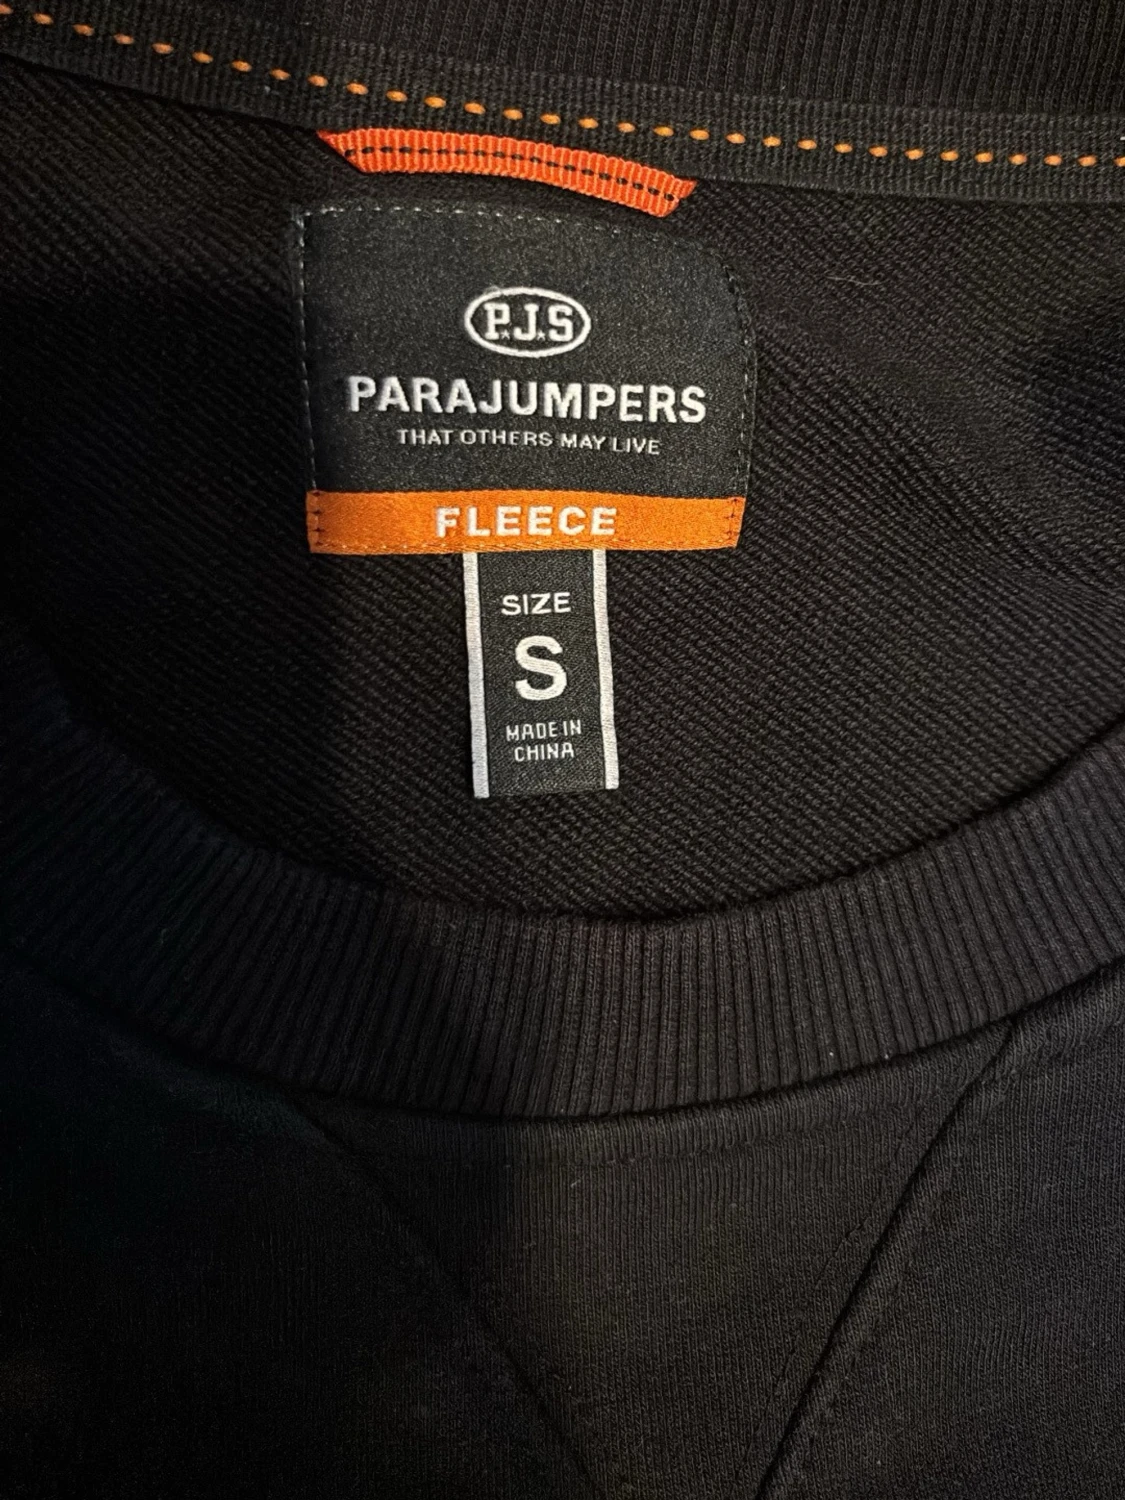 P.J.S
PARAJUMPERS
THAT OTHERS MAY LIVE
FLEECE
SIZE
S
MADE IN
CHINA